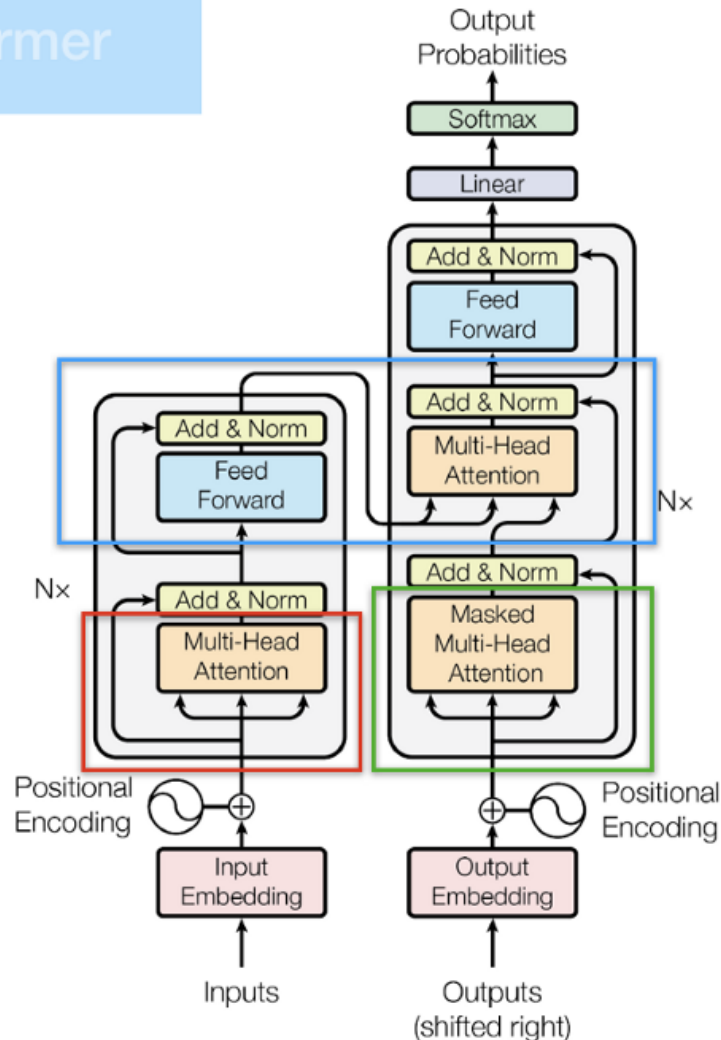 rmer
Output
Probabilities
Softmax
Linear
Add & Norm
Feed
Forward
Add & Norm
Multi-Head
Attention
Nx
Add & Norm
Masked
Multi-Head
Attention
Add & Norm
Feed
Forward
Nx
Add & Norm
Multi-Head
Attention
Positional
Encoding
Positional
Encoding
Input
Embedding
Output
Embedding
Inputs
Outputs
(shifted right)